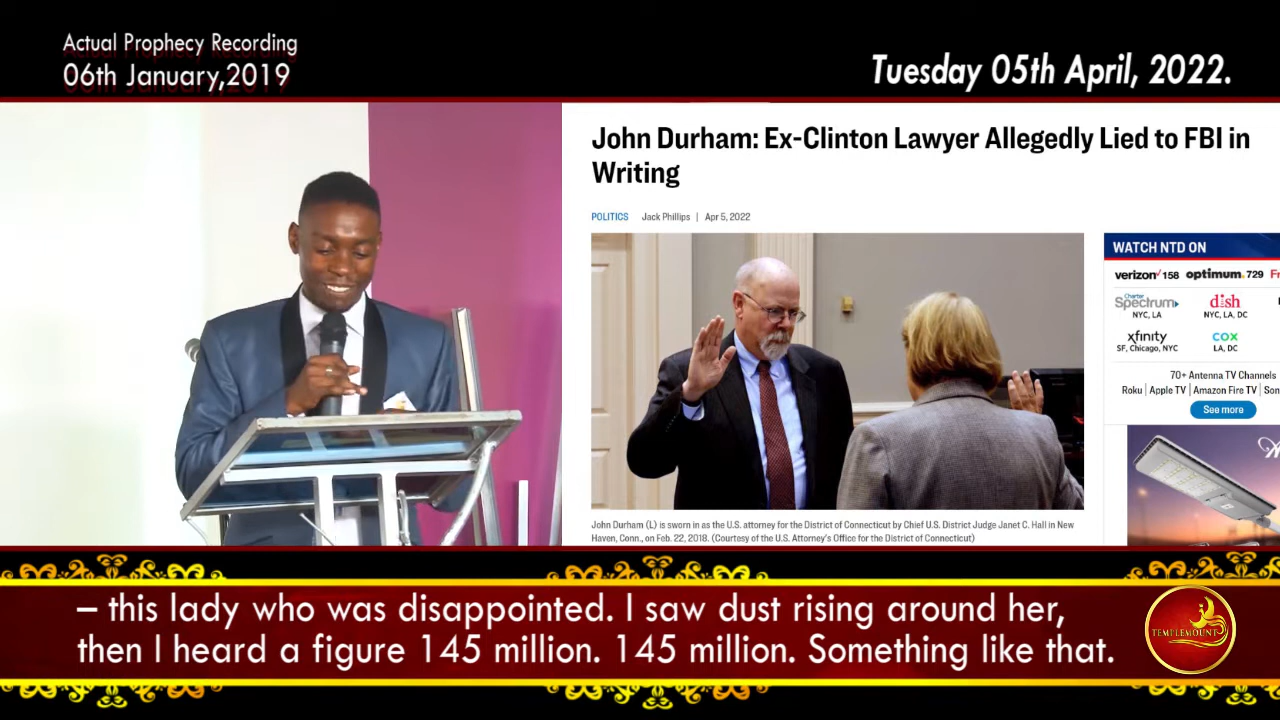 Actual Prophecy Recording
06th January,2019
Tuesday 05th April, 2022.
John Durham: Ex-Clinton Lawyer Allegedly Lied to FBI in
Writing
POLITICS Jack Phillips | Apr 5, 2022
WATCH NTD ON
verizon 158 optimum. 729 Fr
Charter
Spectrum
NYC, LA
dish
NYC, LA, DC
xfinity
SF, Chicago, NYC
COX
LA, DC
70+ Antenna TV Channels
Roku | Apple TV | Amazon Fire TV | Son
See more
John Durham (L) is sworn in as the U.S. attorney for the District of Connecticut by Chief U.S. District Judge Janet C. Hall in New
Haven, Conn., on Feb. 22, 2018. (Courtesy of the U.S. Attorney's Office for the District of Connecticut)
– this lady who was disappointed. I saw dust rising around her,
then I heard a figure 145 million. 145 million. Something like that.
TEMPLEMOUNT